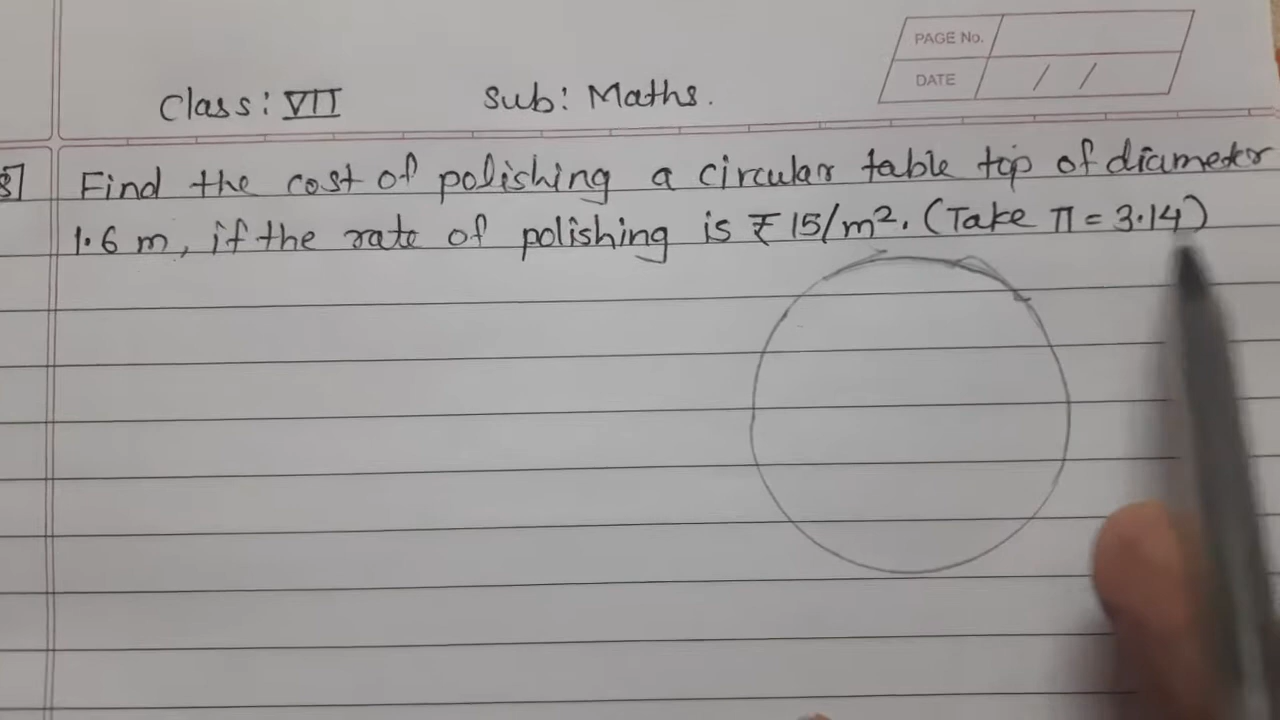 PAGE No.
DATE / /
Class: VII Sub: Maths.
Find the cost of polishing a circular table top of diameter
1.6 m, if the rate of polishing is ₹ 15/m². (Take π = 3.14)